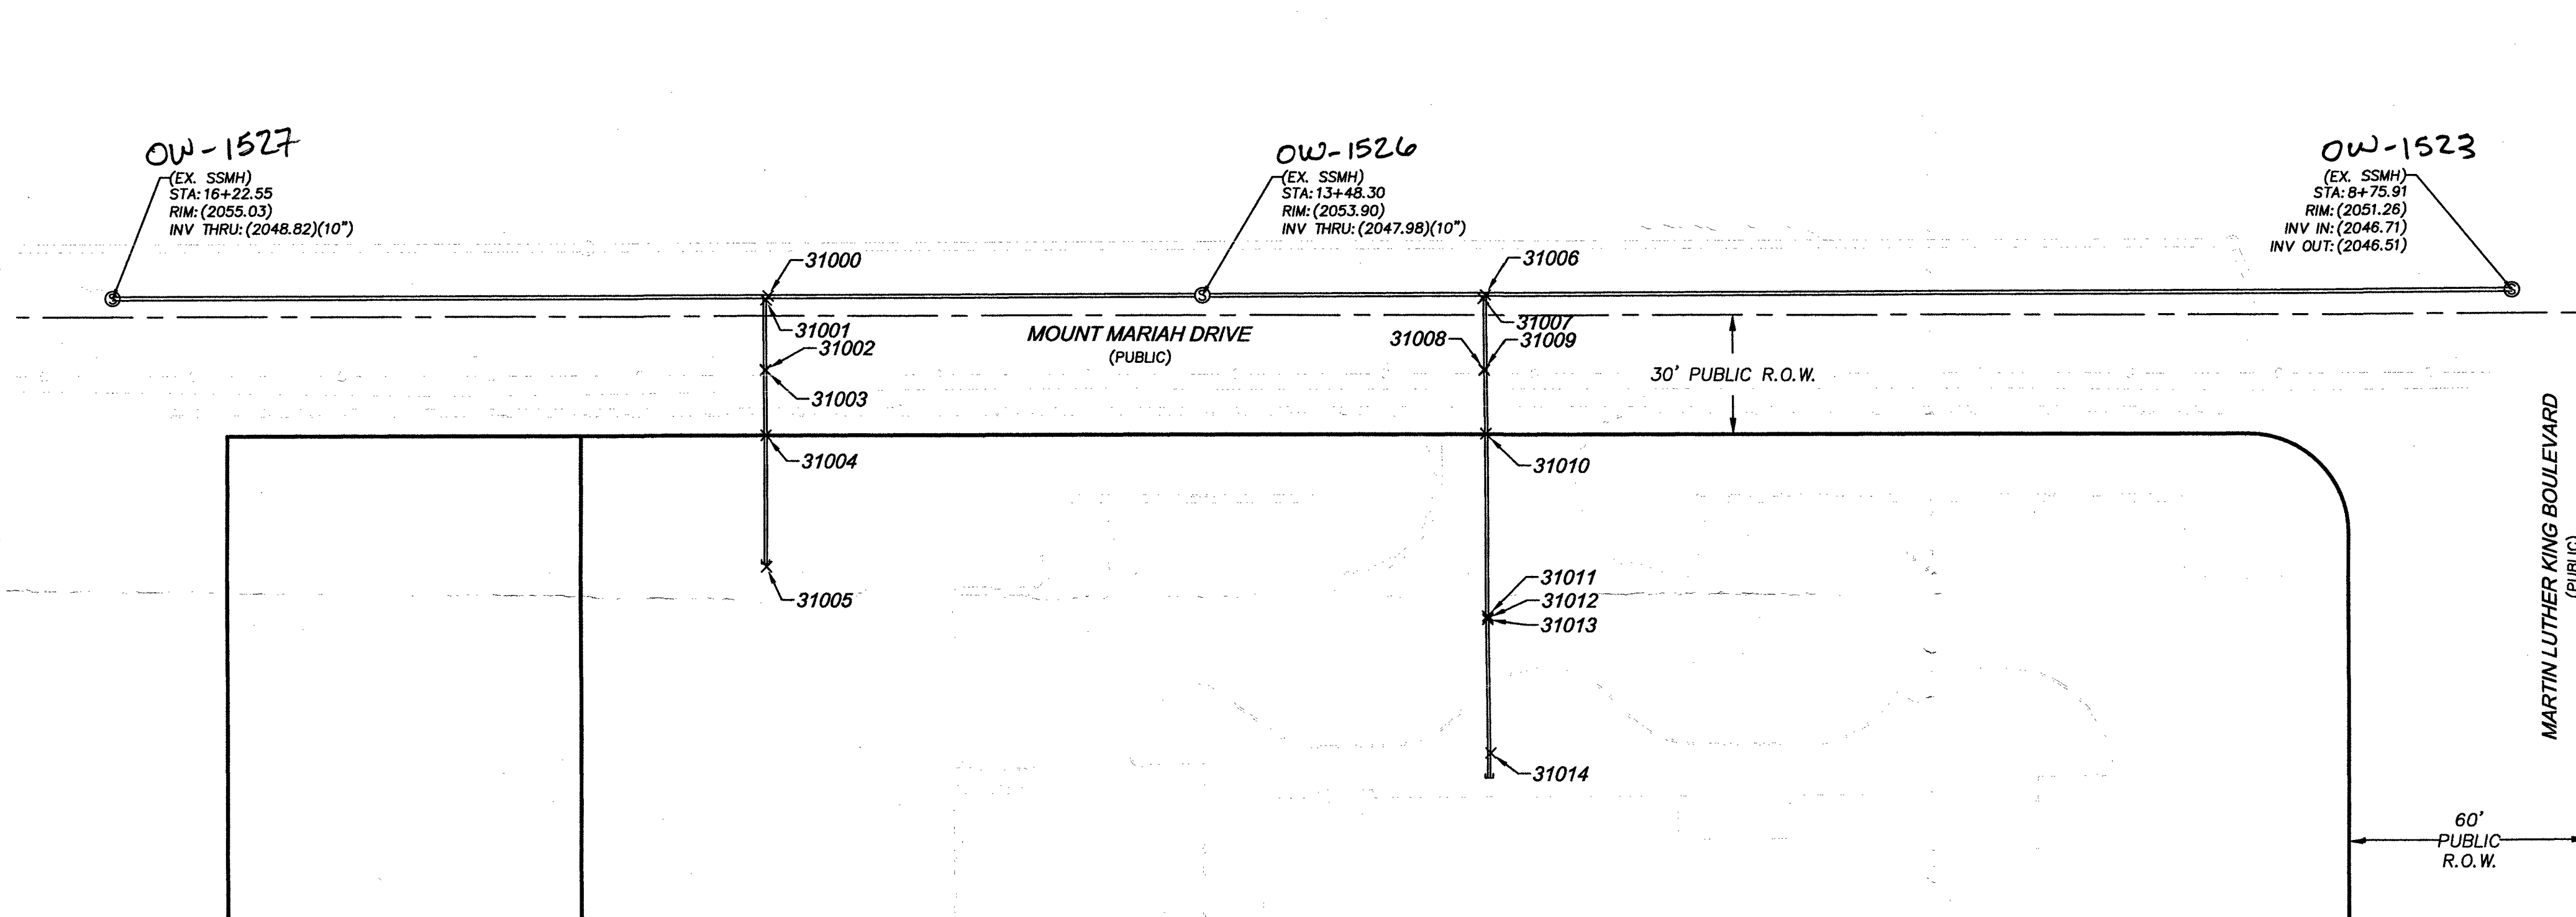 OW-1527
(EX. SSMH)
STA: 16+22.55
RIM: (2055.03)
INV THRU: (2048.82)(10")
OW-1526
(EX. SSMH)
STA: 13+48.30
RIM: (2053.90)
INV THRU: (2047.98)(10")
OW-1523
(EX. SSMH)
STA: 8+75.91
RIM: (2051.26)
INV IN: (2046.71)
INV OUT: (2046.51)
31000
31001
31002
31003
31004
31005
MOUNT MARIAH DRIVE
(PUBLIC)
31006
31007
31008
31009
31010
31011
31012
31013
31014
30' PUBLIC R.O.W.
MARTIN LUTHER KING BOULEVARD
(PUBLIC)
60'
PUBLIC
R.O.W.